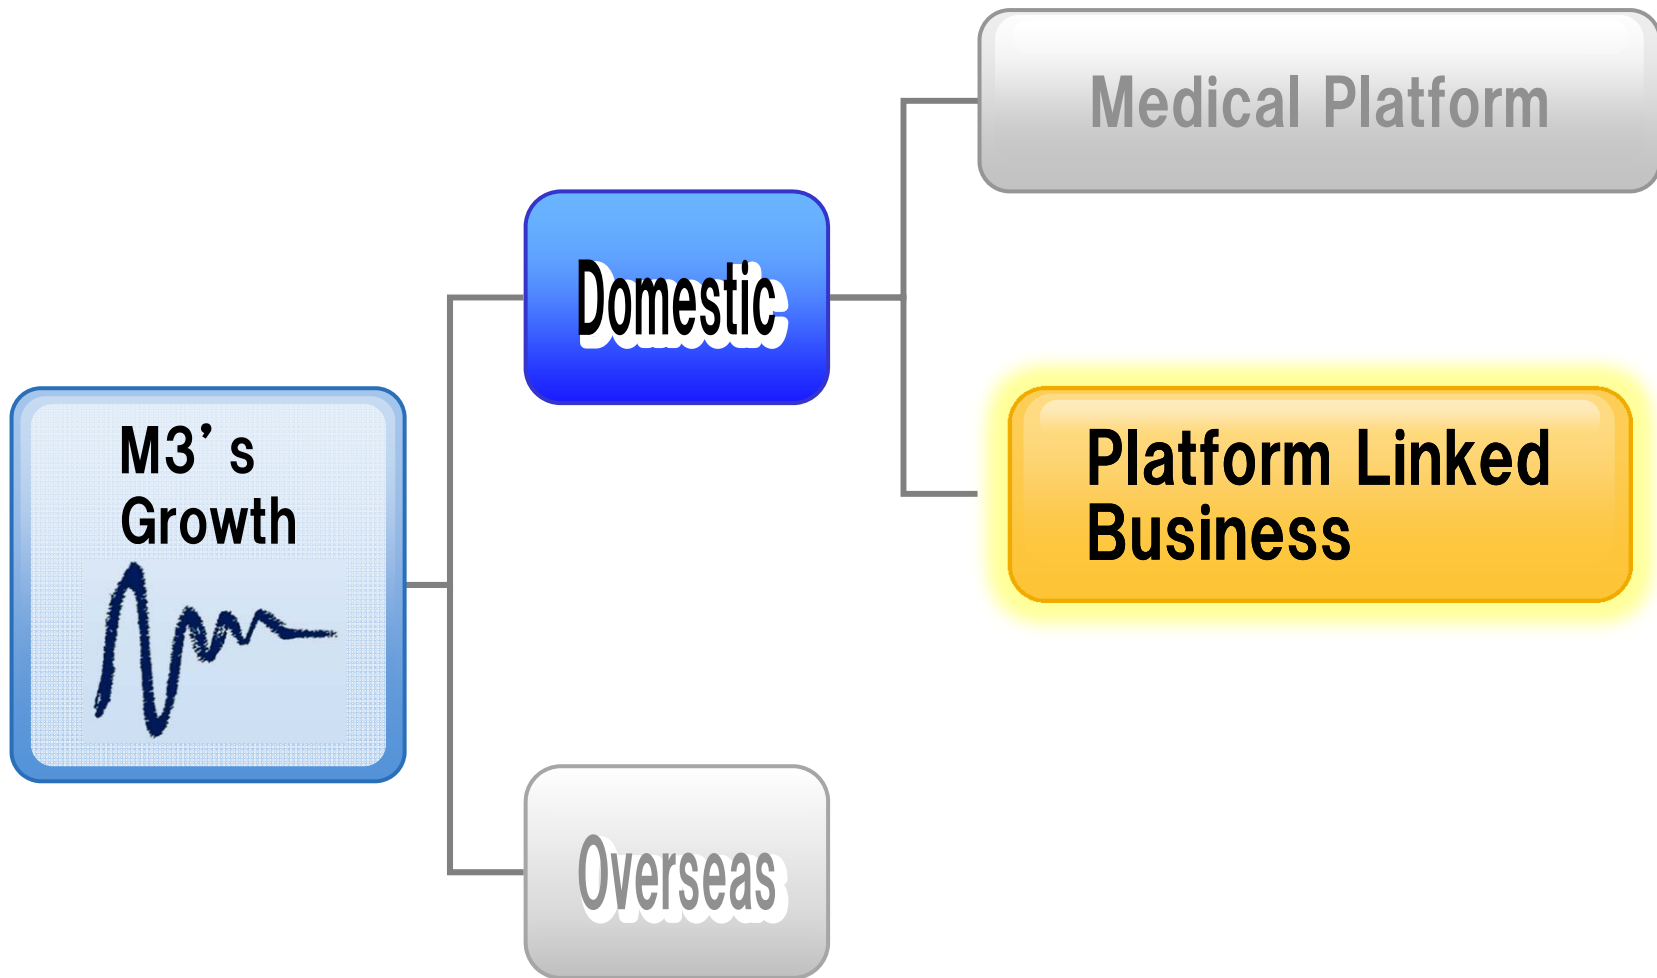 Medical Platform
Domestic
M3’s
Growth
Platform Linked
Business
Overseas